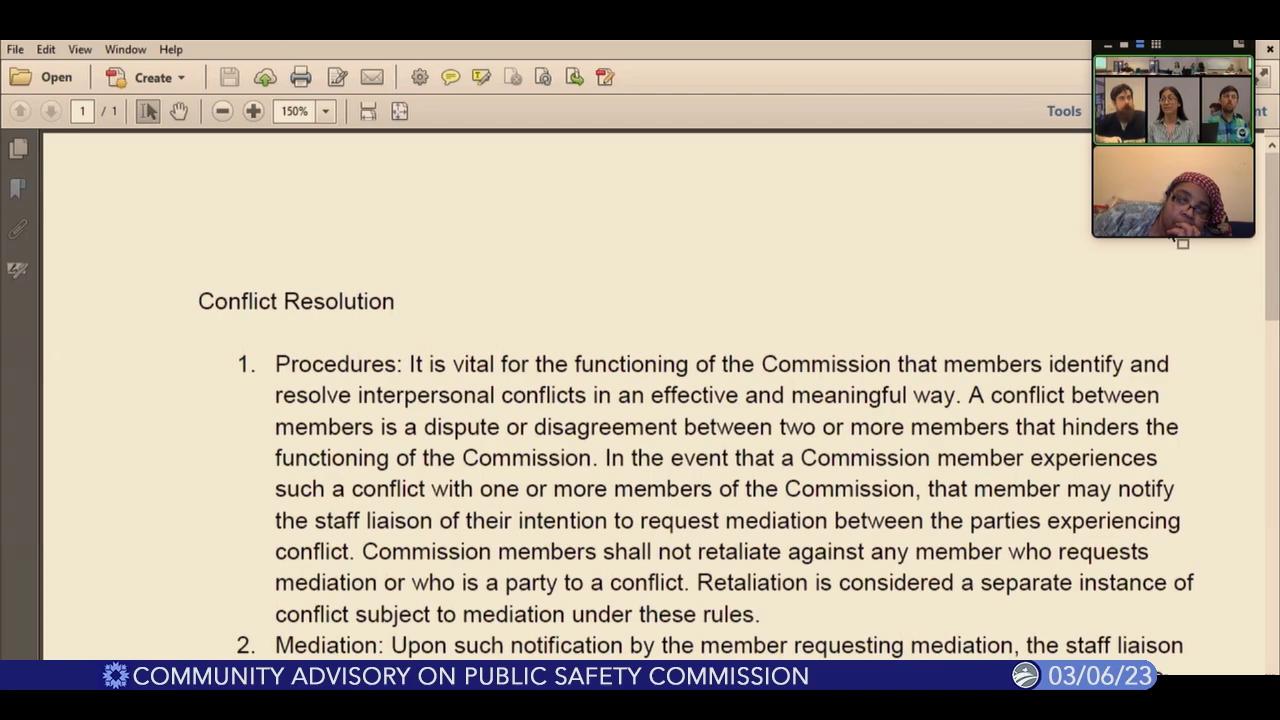 File Edit View Window Help
Open Create
1 / 1 150% Tools
Conflict Resolution
1. Procedures: It is vital for the functioning of the Commission that members identify and
resolve interpersonal conflicts in an effective and meaningful way. A conflict between
members is a dispute or disagreement between two or more members that hinders the
functioning of the Commission. In the event that a Commission member experiences
such a conflict with one or more members of the Commission, that member may notify
the staff liaison of their intention to request mediation between the parties experiencing
conflict. Commission members shall not retaliate against any member who requests
mediation or who is a party to a conflict. Retaliation is considered a separate instance of
conflict subject to mediation under these rules.
2. Mediation: Upon such notification by the member requesting mediation, the staff liaison
COMMUNITY ADVISORY ON PUBLIC SAFETY COMMISSION 03/06/23